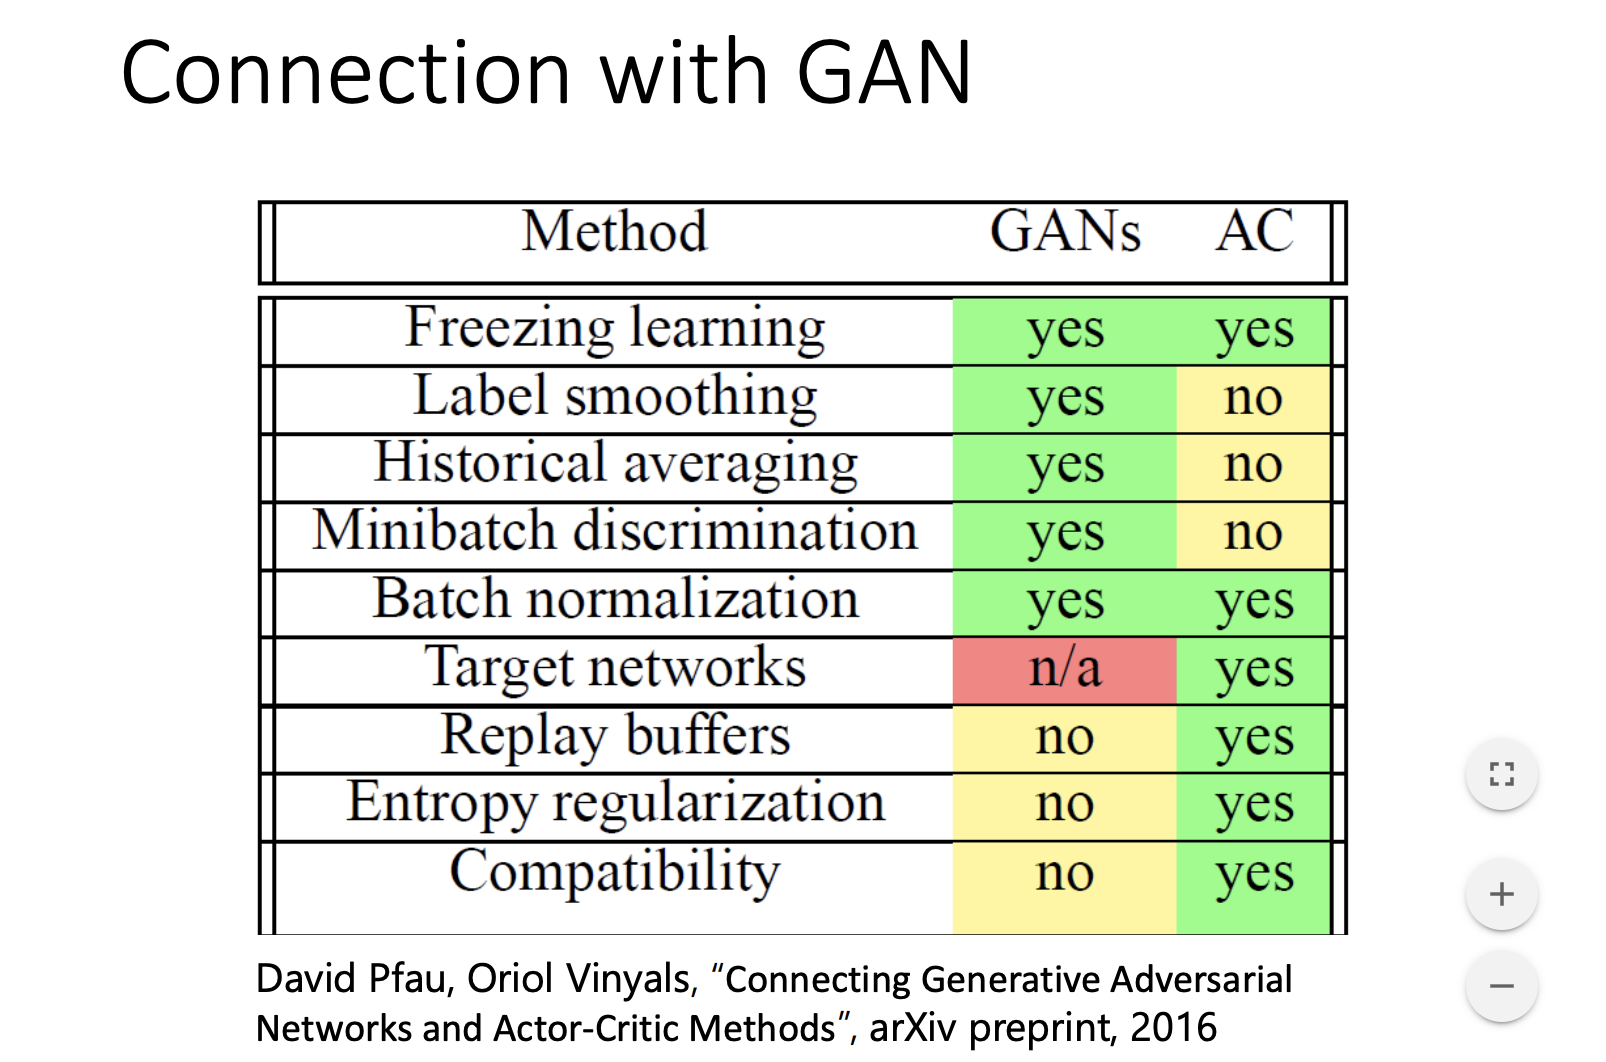 Connection with GAN
Method GANs AC
Freezing learning yes yes
Label smoothing yes no
Historical averaging yes no
Minibatch discrimination yes no
Batch normalization yes yes
Target networks n/a yes
Replay buffers no yes
Entropy regularization no yes
Compatibility no yes
David Pfau, Oriol Vinyals, “Connecting Generative Adversarial
Networks and Actor-Critic Methods”, arXiv preprint, 2016